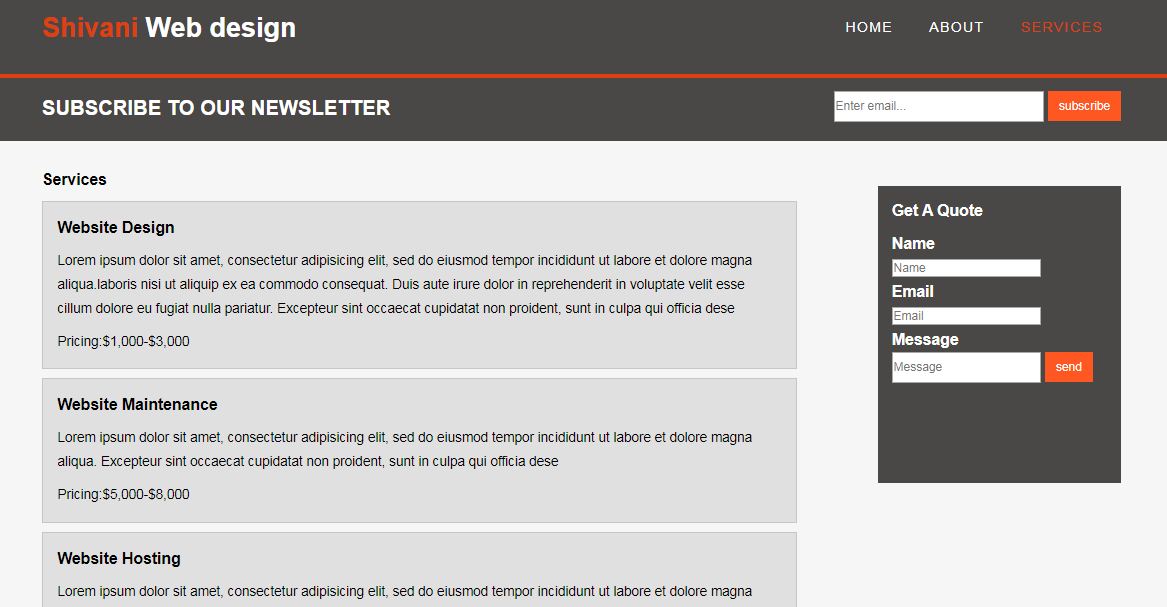 Shivani Web design
HOME ABOUT SERVICES
SUBSCRIBE TO OUR NEWSLETTER
Enter email...
subscribe
Services
Website Design
Lorem ipsum dolor sit amet, consectetur adipisicing elit, sed do eiusmod tempor incididunt ut labore et dolore magna
aliqua.laboris nisi ut aliquip ex ea commodo consequat. Duis aute irure dolor in reprehenderit in voluptate velit esse
cillum dolore eu fugiat nulla pariatur. Excepteur sint occaecat cupidatat non proident, sunt in culpa qui officia dese
Pricing:$1,000-$3,000
Website Maintenance
Lorem ipsum dolor sit amet, consectetur adipisicing elit, sed do eiusmod tempor incididunt ut labore et dolore magna
aliqua. Excepteur sint occaecat cupidatat non proident, sunt in culpa qui officia dese
Pricing:$5,000-$8,000
Website Hosting
Lorem ipsum dolor sit amet, consectetur adipisicing elit, sed do eiusmod tempor incididunt ut labore et dolore magna
Get A Quote
Name
Name
Email
Email
Message
Message
send